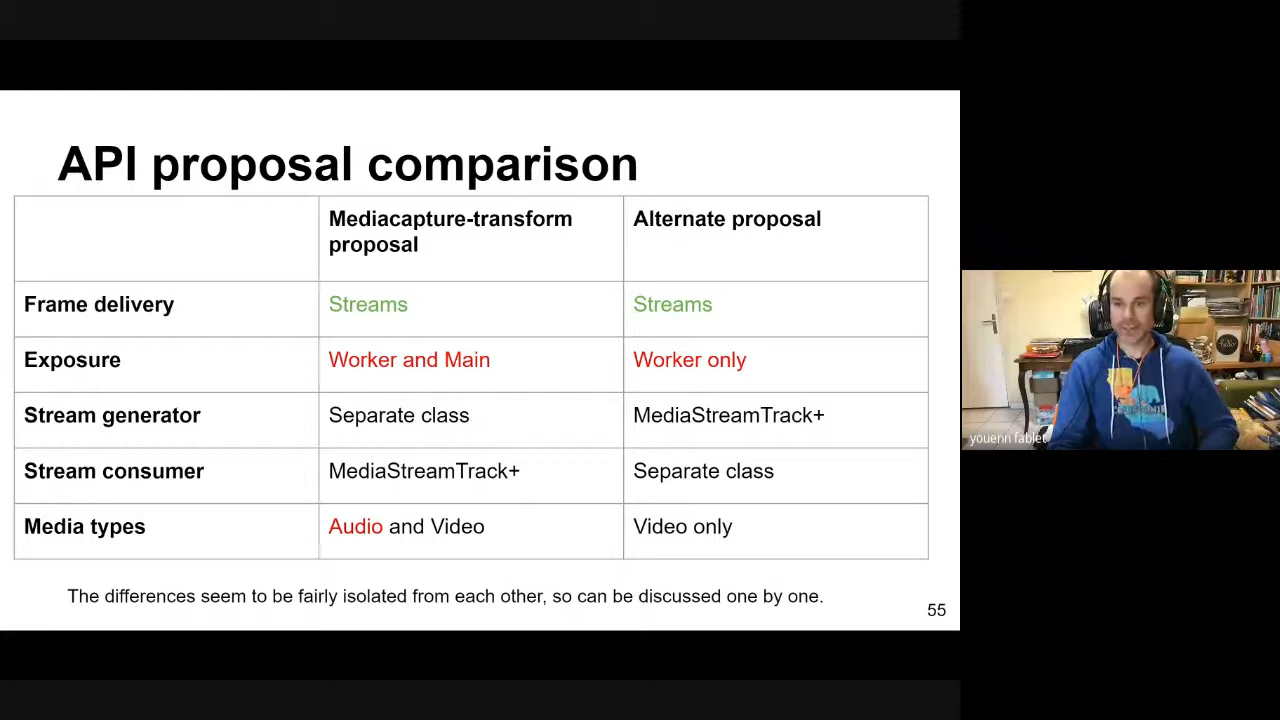 API proposal comparison
Mediacapture-transform
proposal
Alternate proposal
Frame delivery
Streams
Streams
Exposure
Worker and Main
Worker only
Stream generator
Separate class
MediaStreamTrack+
Stream consumer
MediaStreamTrack+
Separate class
Media types
Audio and Video
Video only
The differences seem to be fairly isolated from each other, so can be discussed one by one.
55
hello
youenn fablet